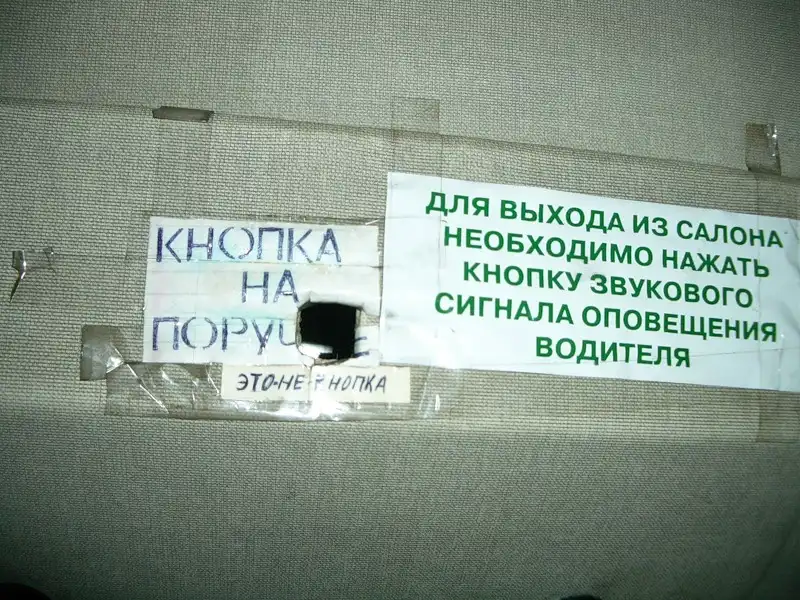 КНОПКА
НА
ЭТО-НЕ КНОПКА
ДЛЯ ВЫХОДА ИЗ САЛОНА
НЕОБХОДИМО НАЖАТЬ
КНОПКУ ЗВУКОВОГО
СИГНАЛА ОПОВЕЩЕНИЯ
ВОДИТЕЛЯ